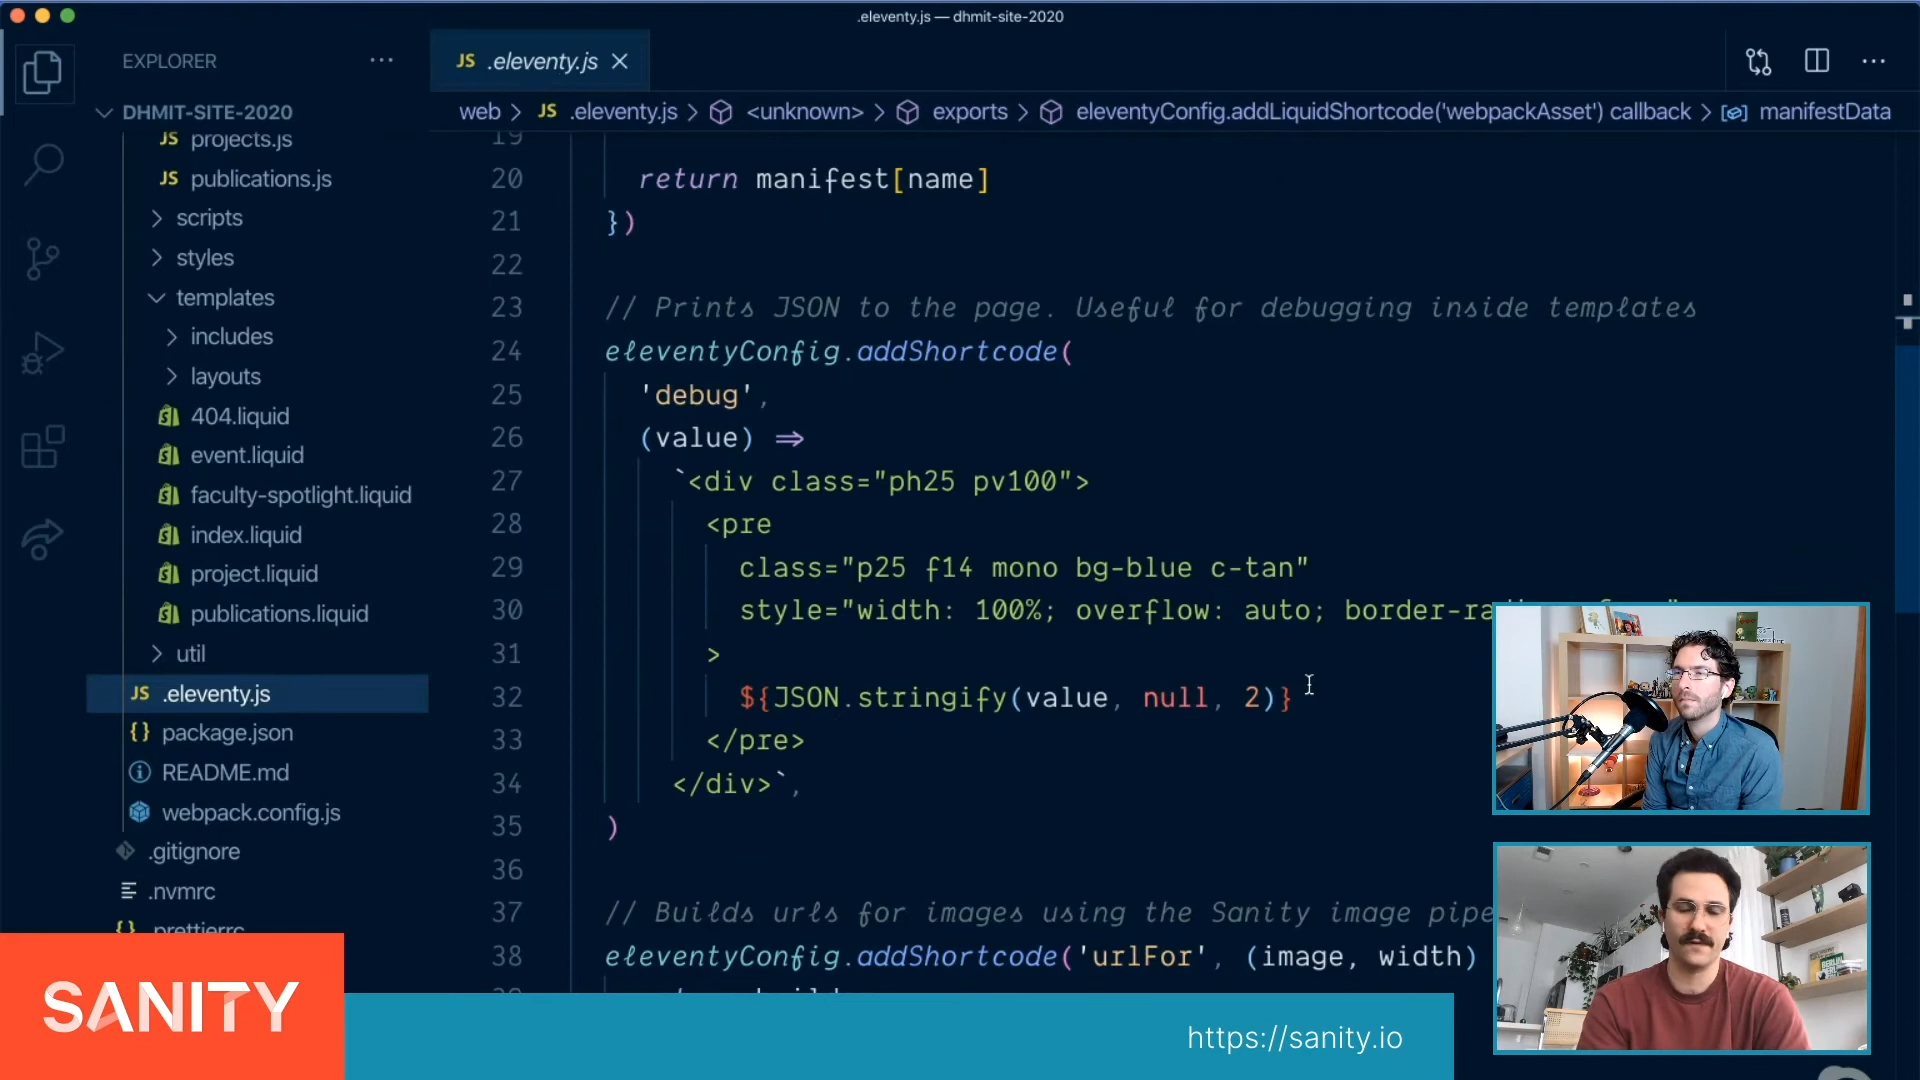 .eleventy.js — dhmit-site-2020
EXPLORER
JS .eleventy.js
DHMIT-SITE-2020
web > JS .eleventy.js > <unknown> > exports > eleventyConfig.addLiquidShortcode('webpackAsset') callback > manifestData
JS projects.js
JS publications.js
scripts
styles
templates
includes
layouts
404.liquid
event.liquid
faculty-spotlight.liquid
index.liquid
project.liquid
publications.liquid
util
JS .eleventy.js
{} package.json
README.md
webpack.config.js
.gitignore
.nvmrc
{} .prettierrc
19
20 return manifest[name]
21 })
22
23 // Prints JSON to the page. Useful for debugging inside templates
24 eleventyConfig.addShortcode(
25 'debug',
26 (value) =>
27 `<div class="ph25 pv100">
28 <pre
29 class="p25 f14 mono bg-blue c-tan"
30 style="width: 100%; overflow: auto; border-ra
31 >
32 ${JSON.stringify(value, null, 2)}
33 </pre>
34 </div>`,
35 )
36
37 // Builds urls for images using the Sanity image pipe
38 eleventyConfig.addShortcode('urlFor', (image, width)
SANITY
https://sanity.io